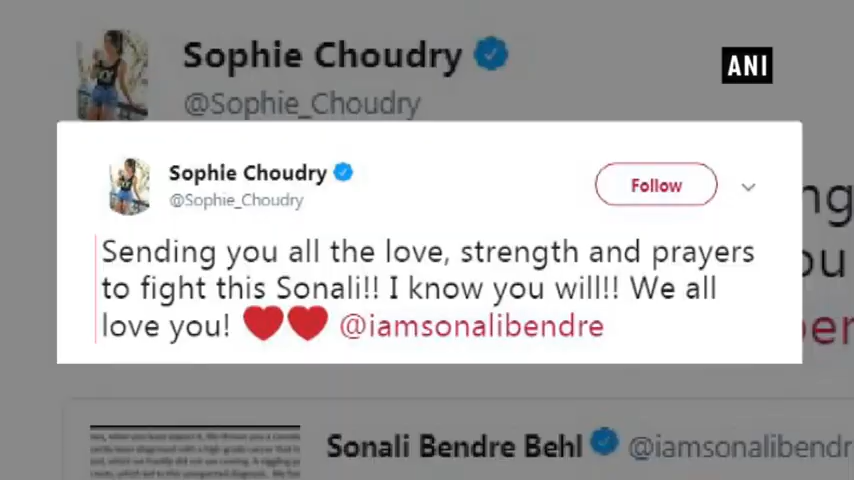 Sophie Choudry
@Sophie_Choudry
ANI
Sophie Choudry
@Sophie_Choudry
Follow
Sending you all the love, strength and prayers
to fight this Sonali!! I know you will!! We all
love you! ❤❤ @iamsonalibendre
Sonali Bendre Behl @iamsonalibendr